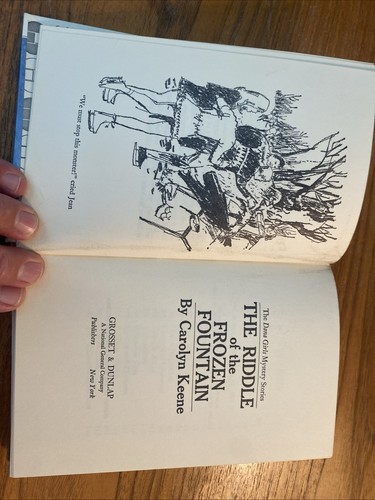 "We must stop this monster!" cried Jean
The Dana Girls Mystery Stories
THE RIDDLE
of the
FROZEN
FOUNTAIN
By Carolyn Keene
GROSSET & DUNLAP
A National General Company
Publishers New York